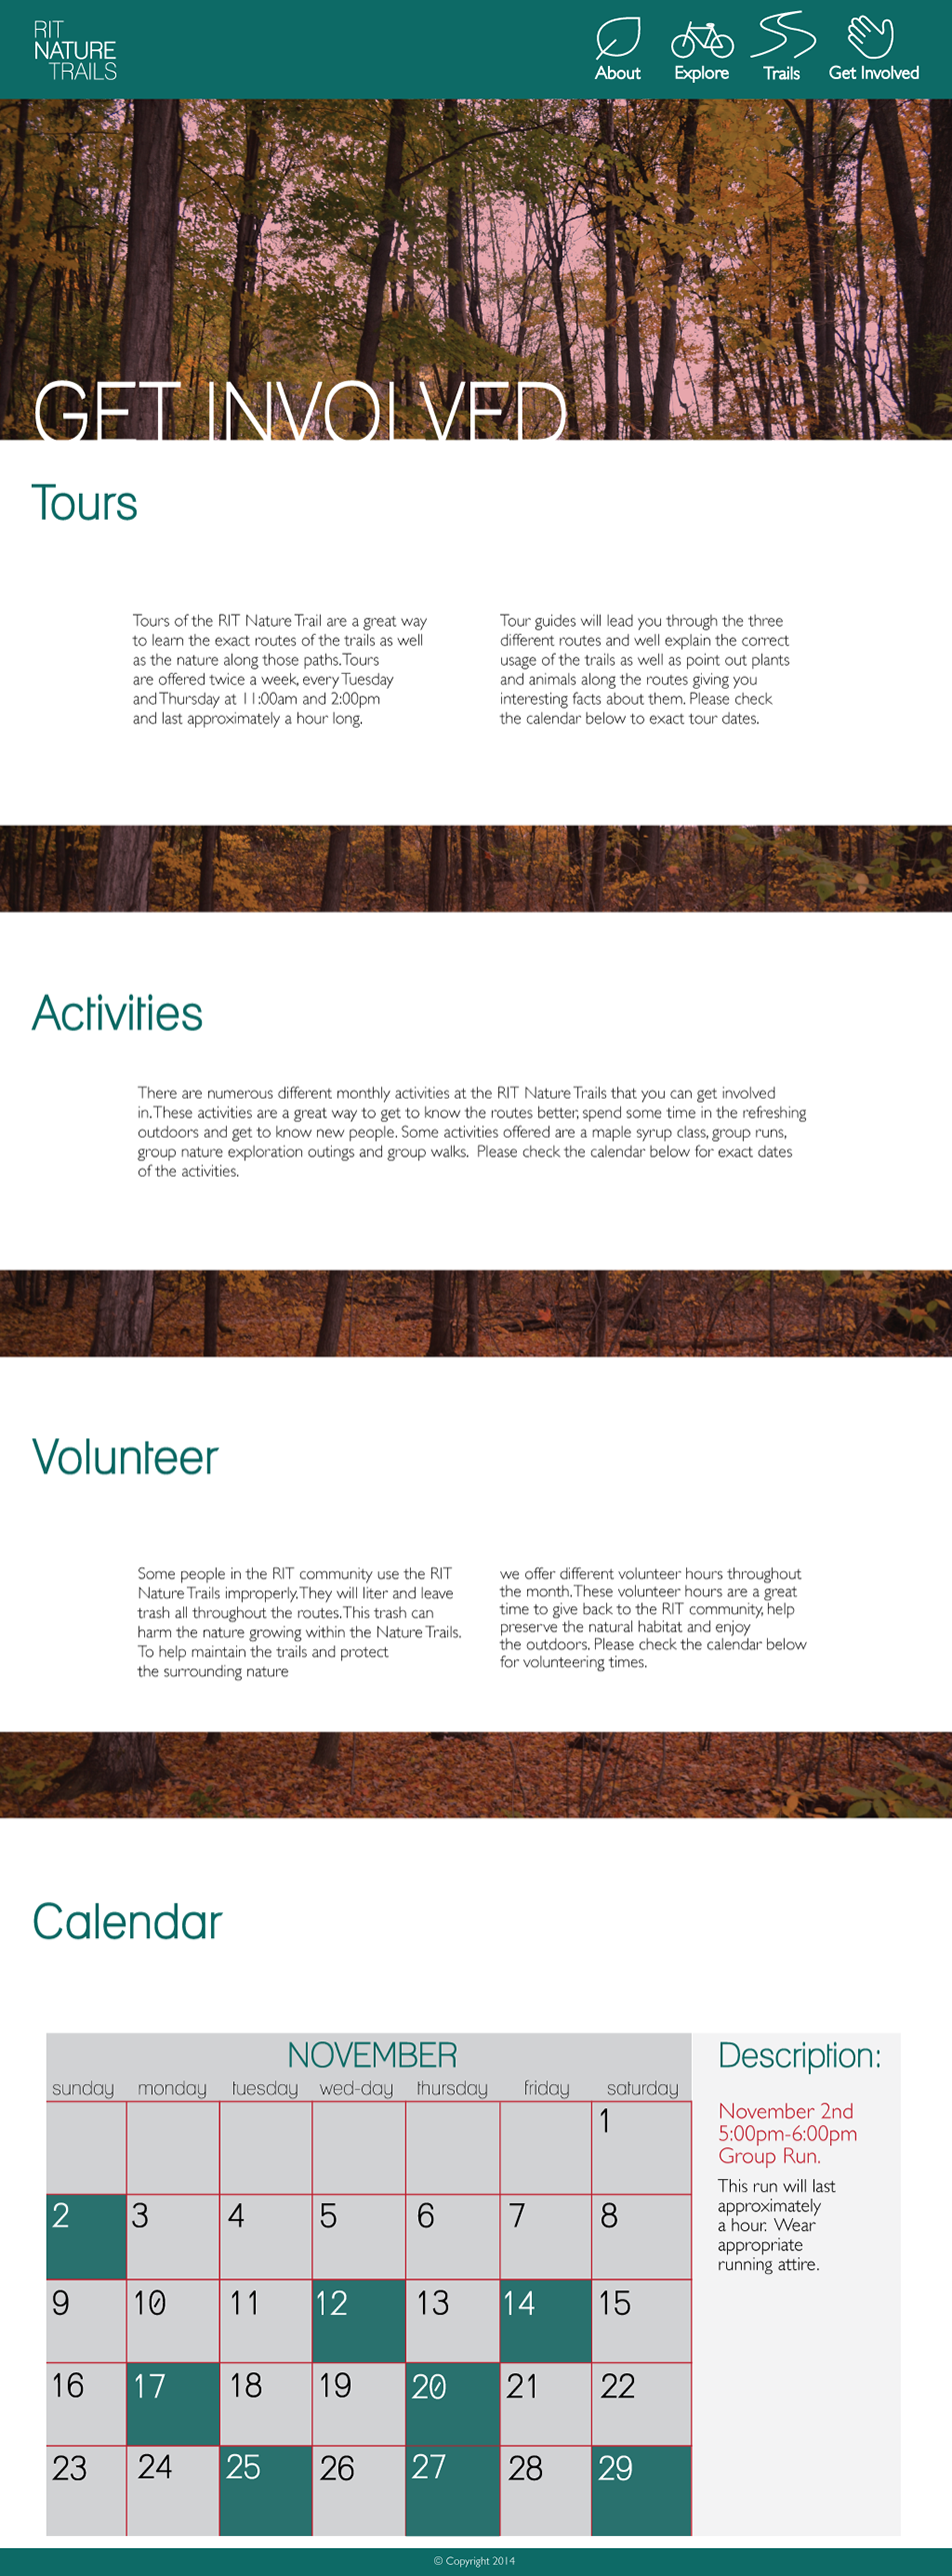 RIT
NATURE
TRAILS
About
Explore
Trails
Get Involved
GET INVOLVED
Tours
Tours of the RIT Nature Trail are a great way
to learn the exact routes of the trails as well
as the nature along those paths. Tours
are offered twice a week, every Tuesday
and Thursday at 11:00am and 2:00pm
and last approximately a hour long.
Tour guides will lead you through the three
different routes and well explain the correct
usage of the trails as well as point out plants
and animals along the routes giving you
interesting facts about them. Please check
the calendar below to exact tour dates.
Activities
There are numerous different monthly activities at the RIT Nature Trails that you can get involved
in. These activities are a great way to get to know the routes better, spend some time in the refreshing
outdoors and get to know new people. Some activities offered are a maple syrup class, group runs,
group nature exploration outings and group walks.  Please check the calendar below for exact dates
of the activities.
Volunteer
Some people in the RIT community use the RIT
Nature Trails improperly. They will liter and leave
trash all throughout the routes. This trash can
harm the nature growing within the Nature Trails.
To help maintain the trails and protect
the surrounding nature
we offer different volunteer hours throughout
the month. These volunteer hours are a great
time to give back to the RIT community, help
preserve the natural habitat and enjoy
the outdoors. Please check the calendar below
for volunteering times.
Calendar
NOVEMBER
sunday monday tuesday wed-day thursday friday saturday
1
2 3 4 5 6 7 8
9 10 11 12 13 14 15
16 17 18 19 20 21 22
23 24 25 26 27 28 29
Description:
November 2nd
5:00pm-6:00pm
Group Run.
This run will last
approximately
a hour.  Wear
appropriate
running attire.
© Copyright 2014